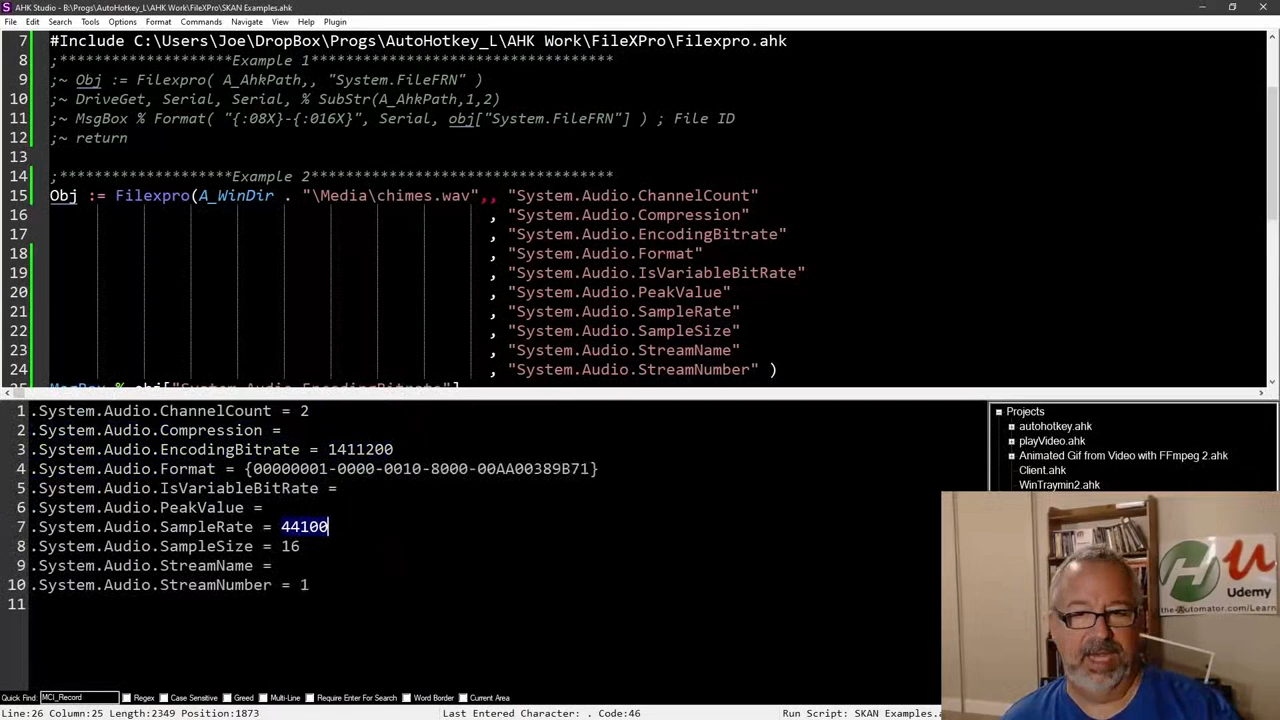 AHK Studio - B:\Progs\AutoHotkey_L\AHK Work\FileXPro\SKAN Examples.ahk
File Edit Search Tools Options Format Commands Navigate View Help Plugin
7 #Include C:\Users\Joe\DropBox\Progs\AutoHotkey_L\AHK Work\FileXPro\Filexpro.ahk
8 ;********************Example 1********************************
9 ;~ Obj := Filexpro( A_AhkPath,, "System.FileFRN" )
10 ;~ DriveGet, Serial, Serial, % SubStr(A_AhkPath,1,2)
11 ;~ MsgBox % Format( "{:08X}-{:016X}", Serial, obj["System.FileFRN"] ) ; File ID
12 ;~ return
13
14 ;********************Example 2********************************
15 Obj := Filexpro(A_WinDir . "\Media\chimes.wav",, "System.Audio.ChannelCount"
16 , "System.Audio.Compression"
17 , "System.Audio.EncodingBitrate"
18 , "System.Audio.Format"
19 , "System.Audio.IsVariableBitRate"
20 , "System.Audio.PeakValue"
21 , "System.Audio.SampleRate"
22 , "System.Audio.SampleSize"
23 , "System.Audio.StreamName"
24 , "System.Audio.StreamNumber" )
25 MsgBox % obj["System.Audio.EncodingBitrate"]
1 .System.Audio.ChannelCount = 2
2 .System.Audio.Compression =
3 .System.Audio.EncodingBitrate = 1411200
4 .System.Audio.Format = {00000001-0000-0010-8000-00AA00389B71}
5 .System.Audio.IsVariableBitRate =
6 .System.Audio.PeakValue =
7 .System.Audio.SampleRate = 44100
8 .System.Audio.SampleSize = 16
9 .System.Audio.StreamName =
10 .System.Audio.StreamNumber = 1
11
Projects
autohotkey.ahk
playVideo.ahk
Animated Gif from Video with FFmpeg 2.ahk
Client.ahk
WinTraymin2.ahk
Udemy
the-Automator.com/Learn
Quick Find: MCI_Record Regex Case Sensitive Greed Multi-Line Require Enter For Search Word Border Current Area
Line:26 Column:25 Length:2349 Position:1873 Last Entered Character: . Code:46 Run Script: SKAN Examples.a